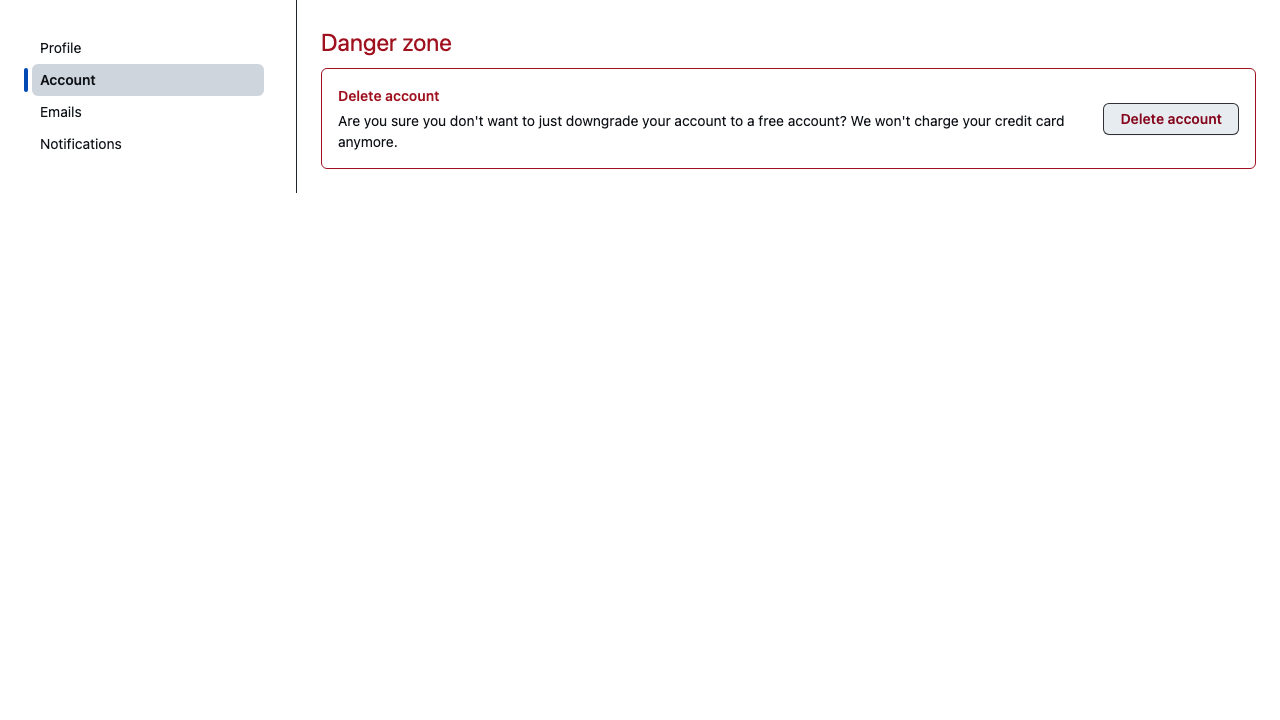 Profile
Account
Emails
Notifications
Danger zone
Delete account
Are you sure you don't want to just downgrade your account to a free account? We won't charge your credit card
anymore.
Delete account